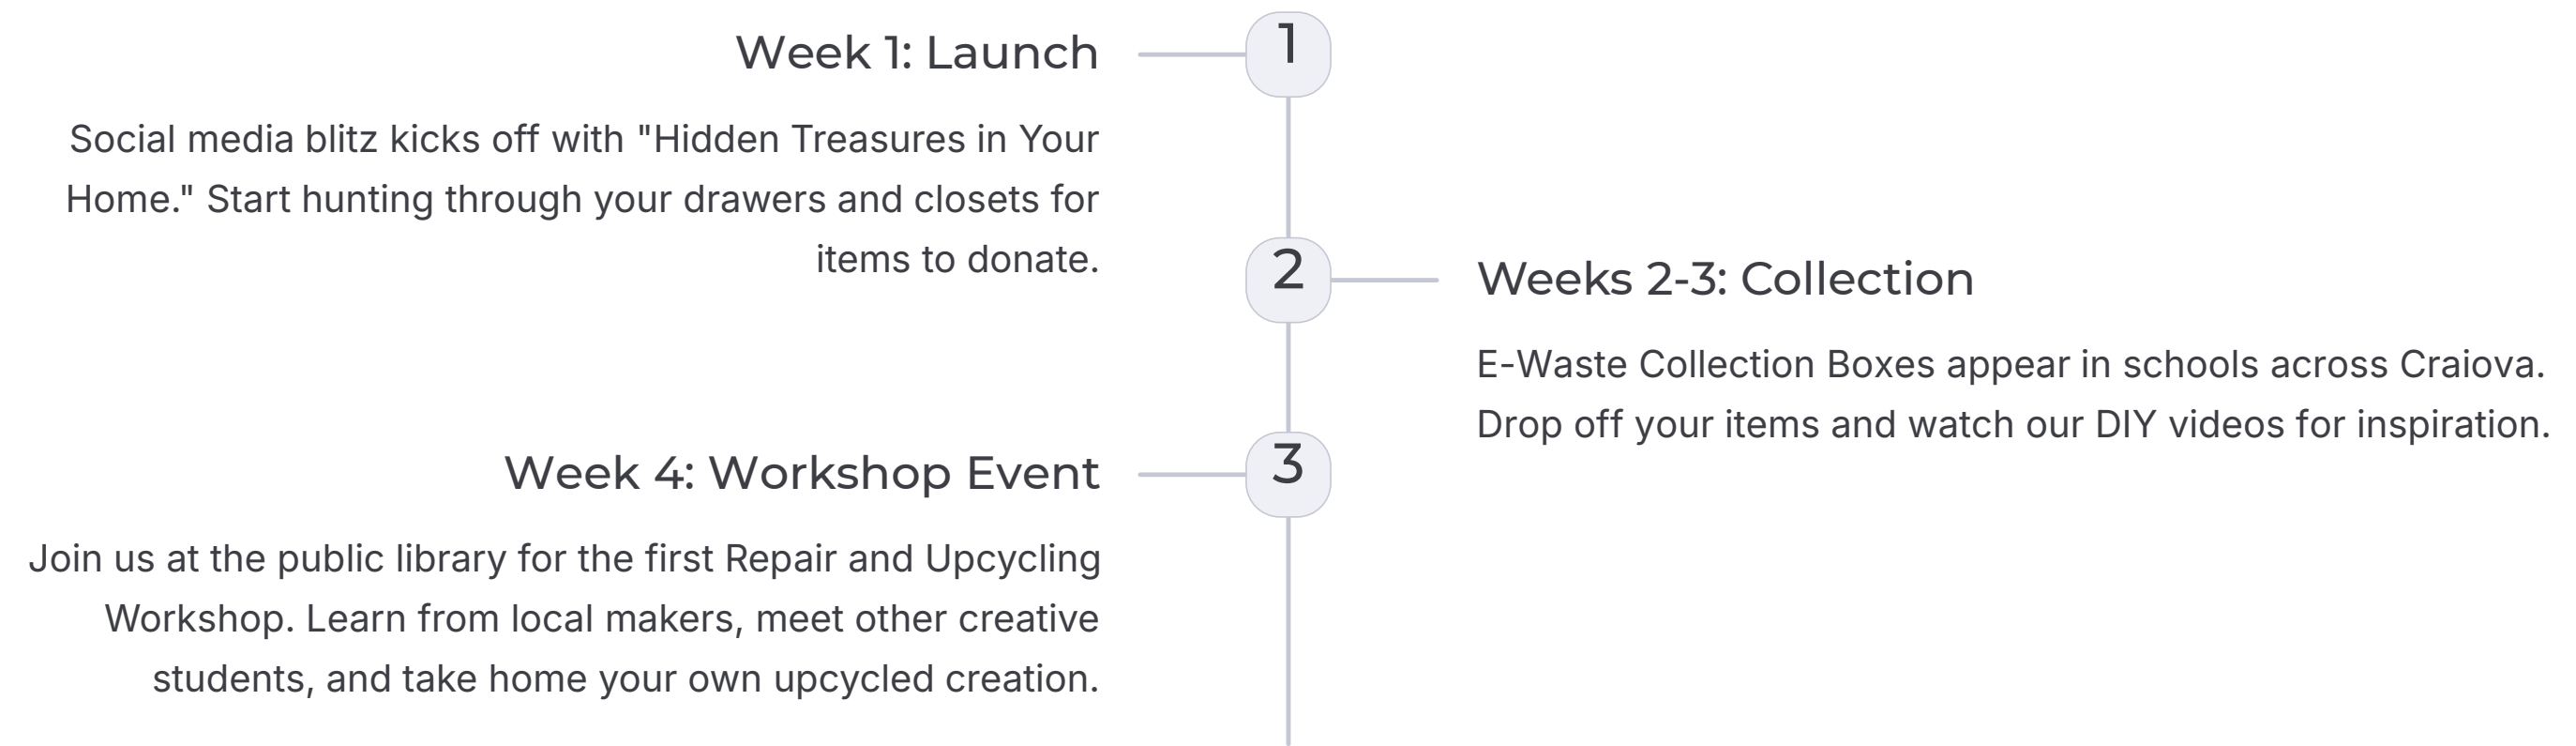 1
Week 1: Launch
Social media blitz kicks off with "Hidden Treasures in Your
Home." Start hunting through your drawers and closets for
items to donate.
2
Weeks 2-3: Collection
E-Waste Collection Boxes appear in schools across Craiova.
Drop off your items and watch our DIY videos for inspiration.
3
Week 4: Workshop Event
Join us at the public library for the first Repair and Upcycling
Workshop. Learn from local makers, meet other creative
students, and take home your own upcycled creation.